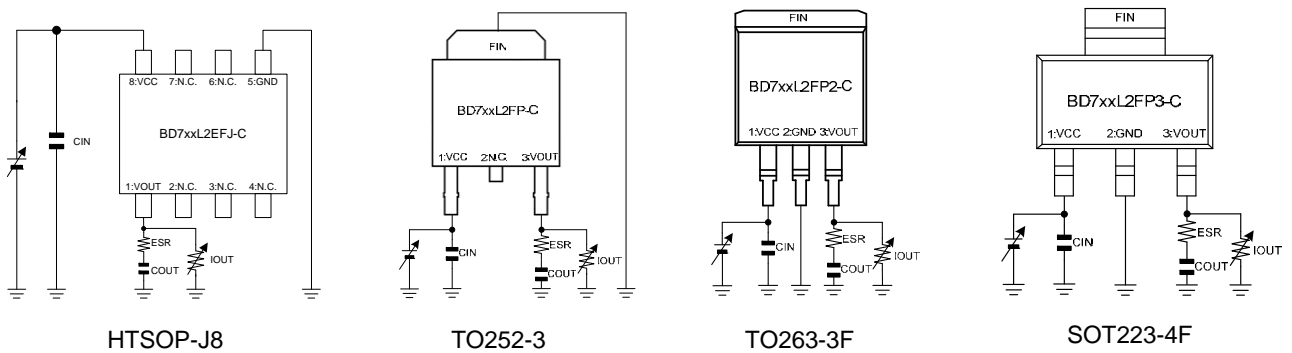 8:VCC 7:N.C. 6:N.C. 5:GND
BD7xxL2EFJ-C
1:VOUT 2:N.C. 3:N.C. 4:N.C.
CIN
ESR
COUT
IOUT
HTSOP-J8
FIN
BD7xxL2FP-C
1:VCC 2:N.C. 3:VOUT
CIN
ESR
COUT
IOUT
TO252-3
FIN
BD7xxL2FP2-C
1:VCC 2:GND 3:VOUT
CIN
ESR
COUT
IOUT
TO263-3F
FIN
BD7xxL2FP3-C
1:VCC 2:GND 3:VOUT
CIN
ESR
COUT
IOUT
SOT223-4F